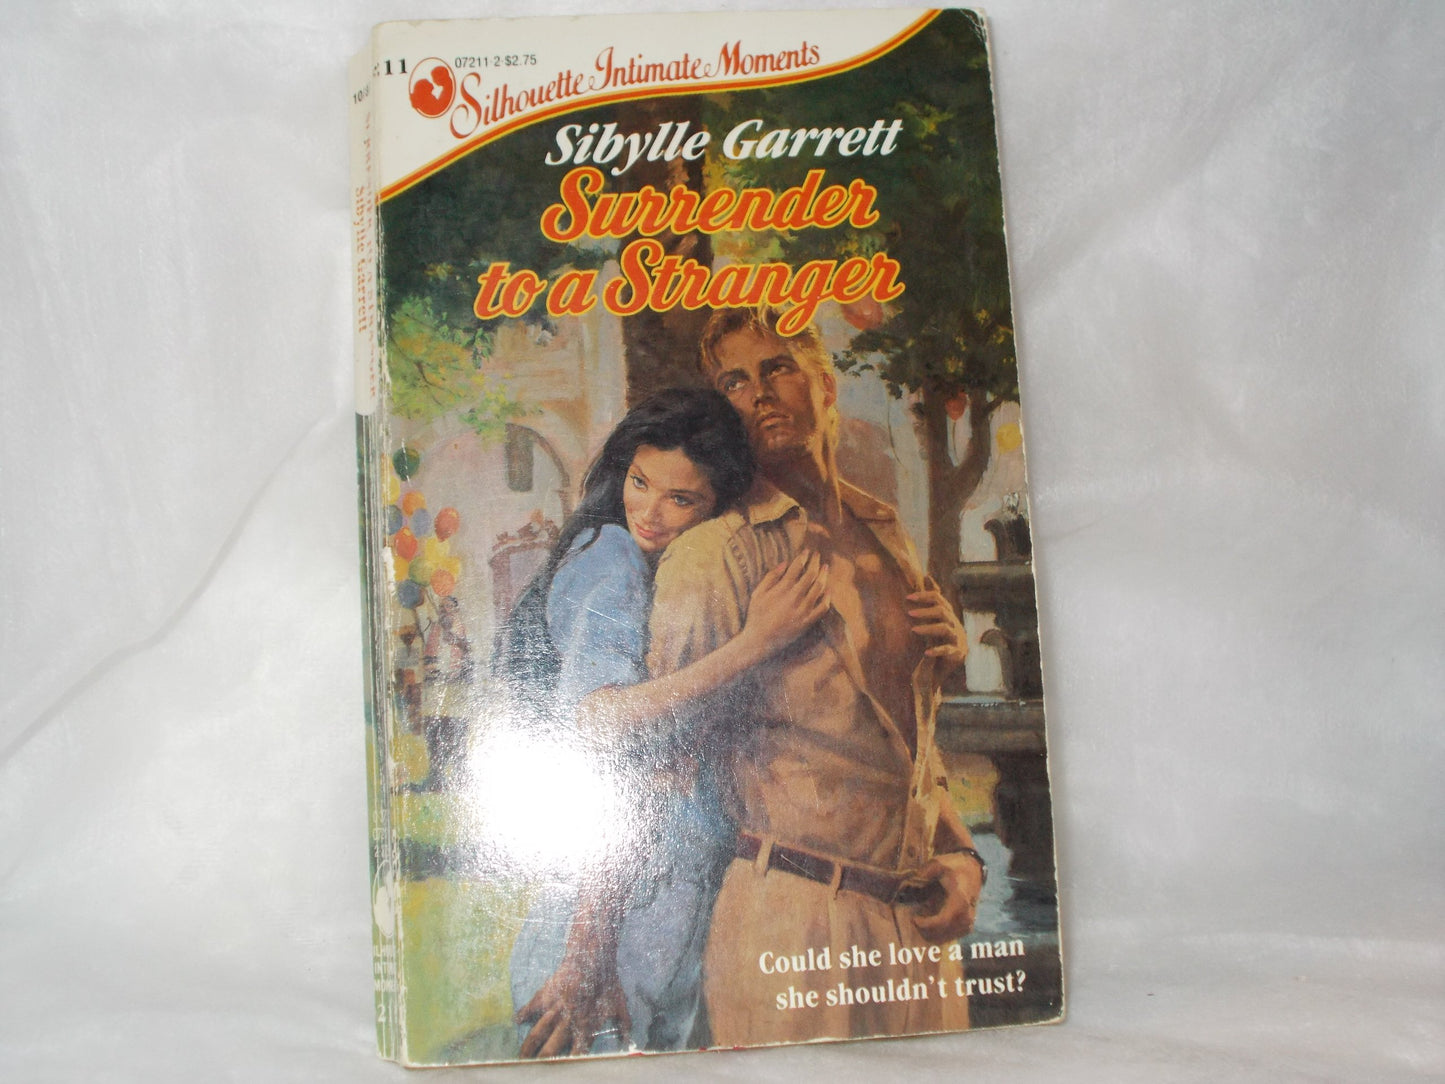 11
07211-2·$2.75
Silhouette Intimate Moments
Sibylle Garrett
Surrender
to a Stranger
Could she love a man
she shouldn't trust?
Sibylle Garrett